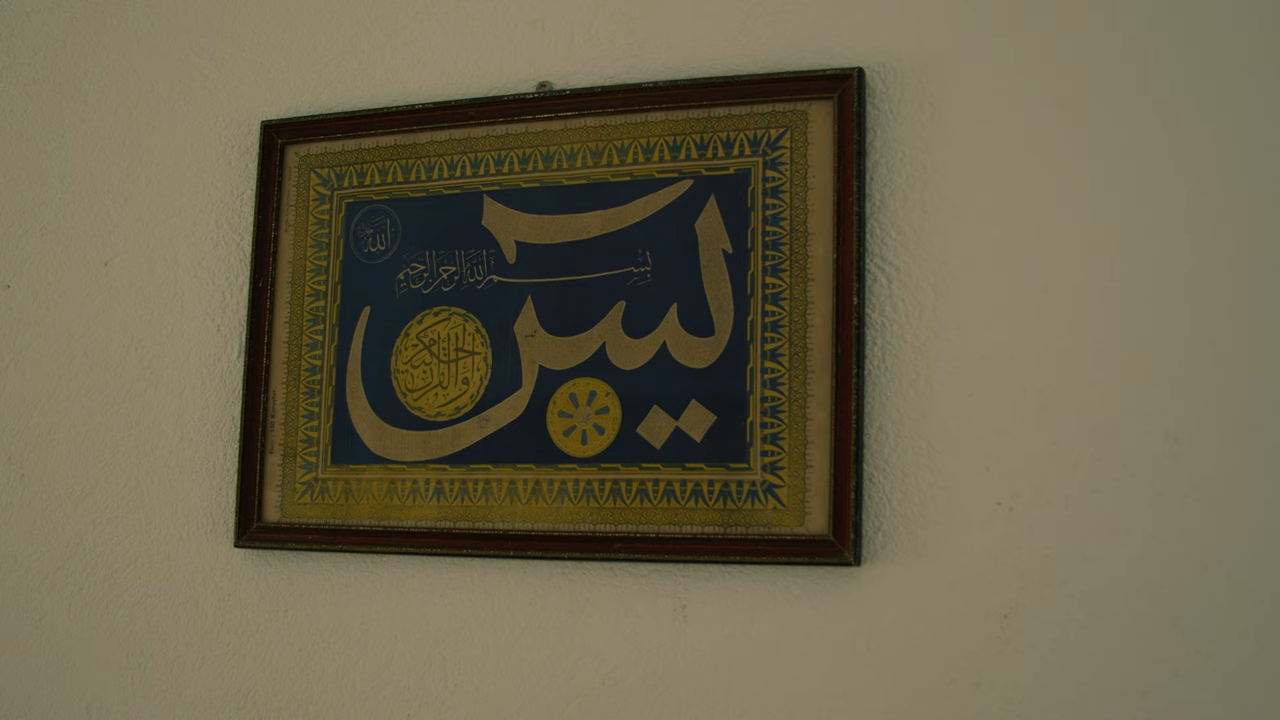 الله
بسم الله الرحمن الرحيم
يس
والقرآن الحكيم